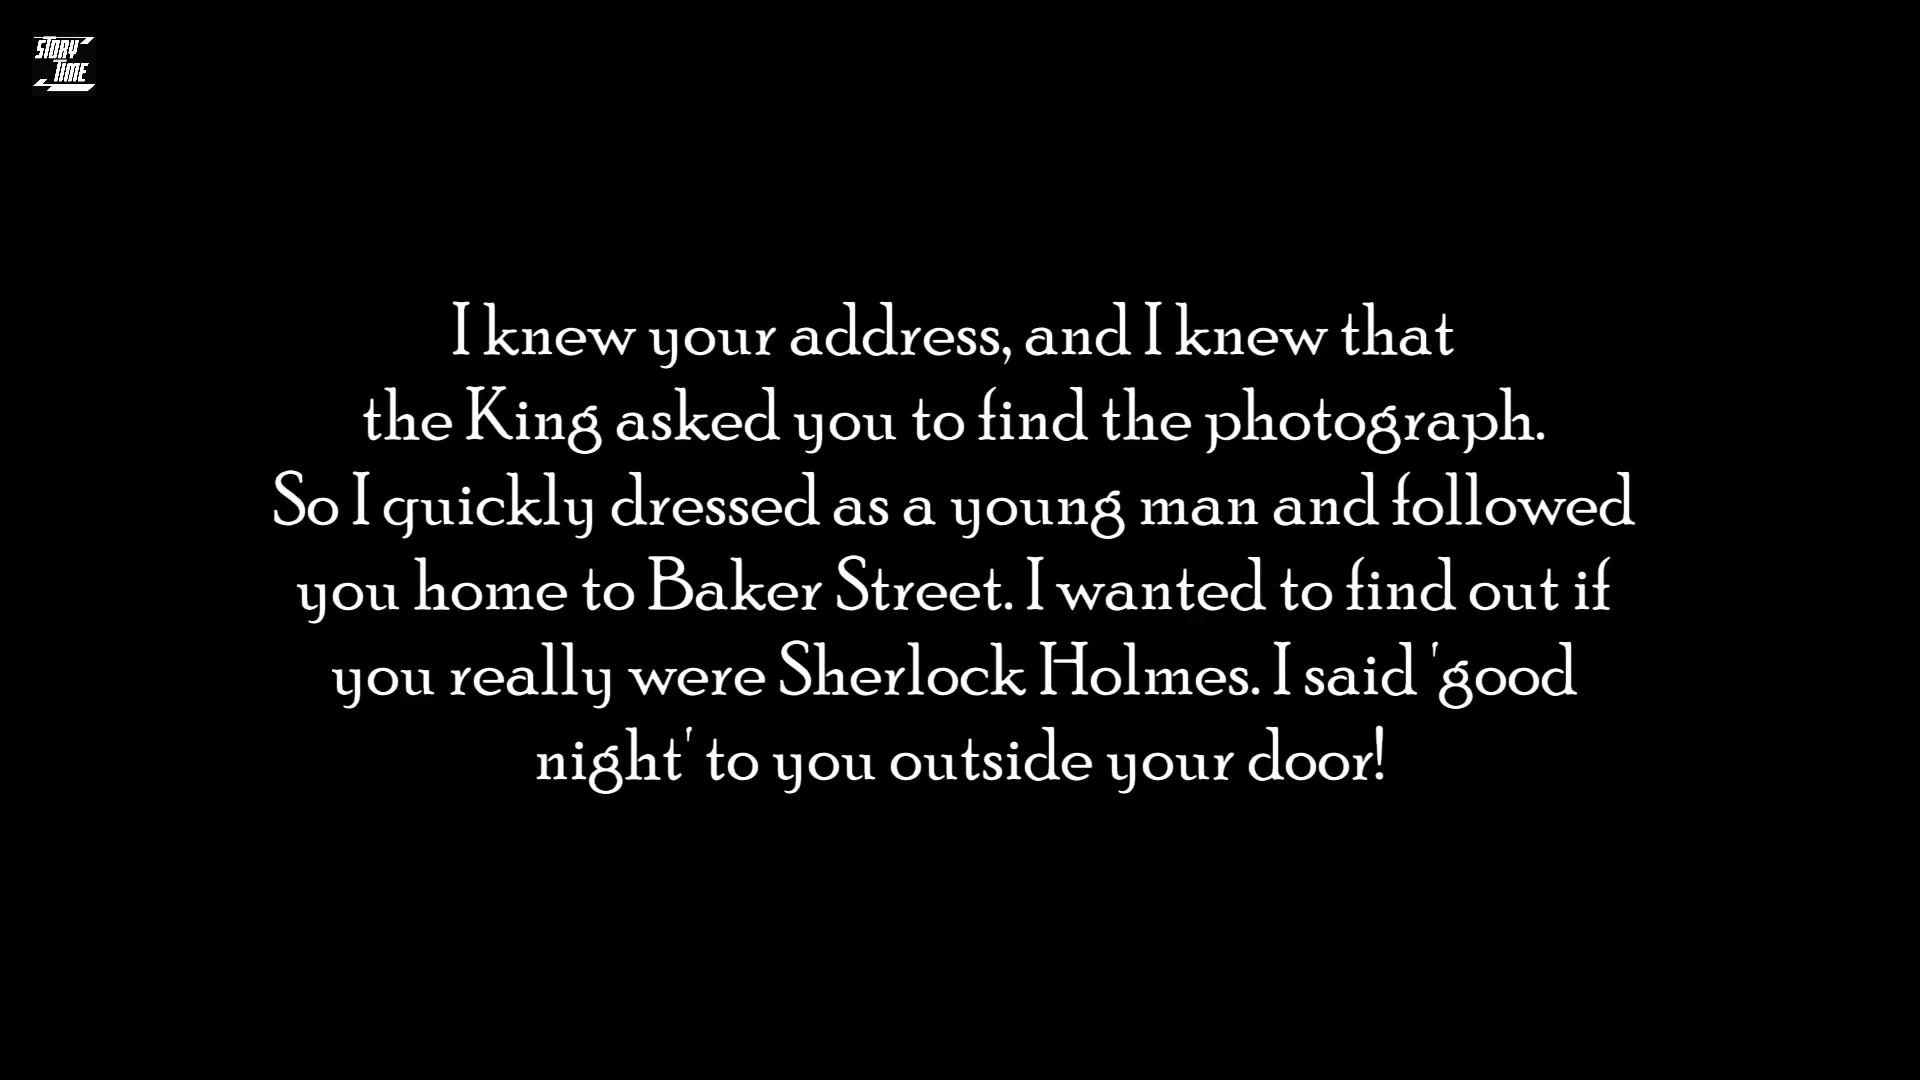 STORY
TIME
I knew your address, and I knew that
the King asked you to find the photograph.
So I quickly dressed as a young man and followed
you home to Baker Street. I wanted to find out if
you really were Sherlock Holmes. I said 'good
night' to you outside your door!